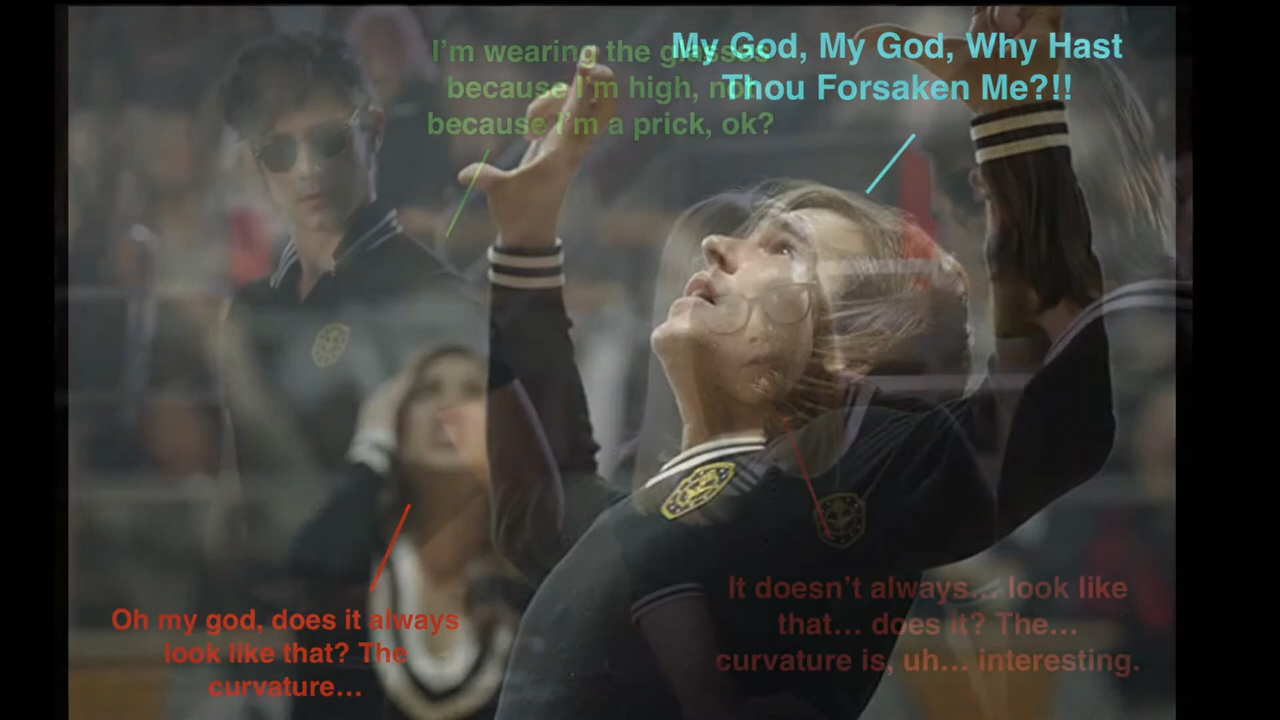 I'm wearing the glasses
because I'm high, not
because I'm a prick, ok?
My God, My God, Why Hast
Thou Forsaken Me?!!
Oh my god, does it always
look like that? The
curvature...
It doesn't always... look like
that... does it? The...
curvature is, uh... interesting.